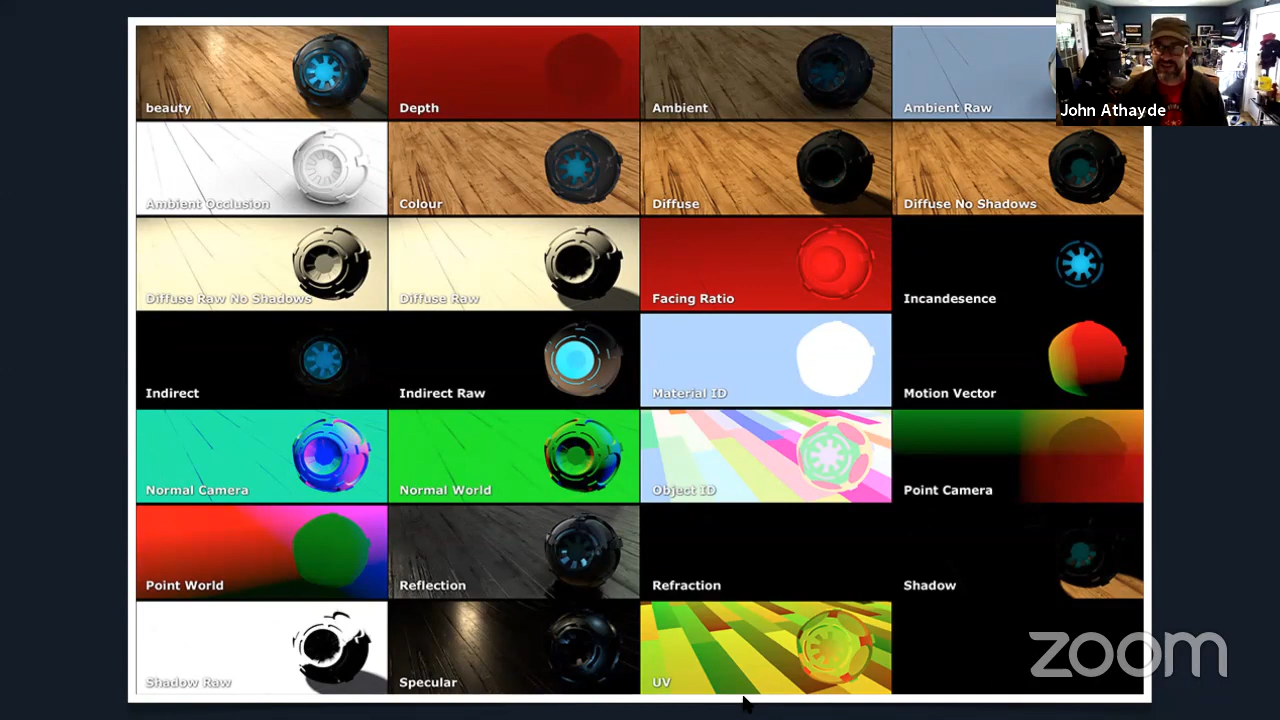 beauty
Depth
Ambient
Ambient Raw
John Athayde
Ambient Occlusion
Colour
Diffuse
Diffuse No Shadows
Diffuse Raw No Shadows
Diffuse Raw
Facing Ratio
Incandesence
Indirect
Indirect Raw
Material ID
Motion Vector
Normal Camera
Normal World
Object ID
Point Camera
Point World
Reflection
Refraction
Shadow
Shadow Raw
Specular
UV
zoom